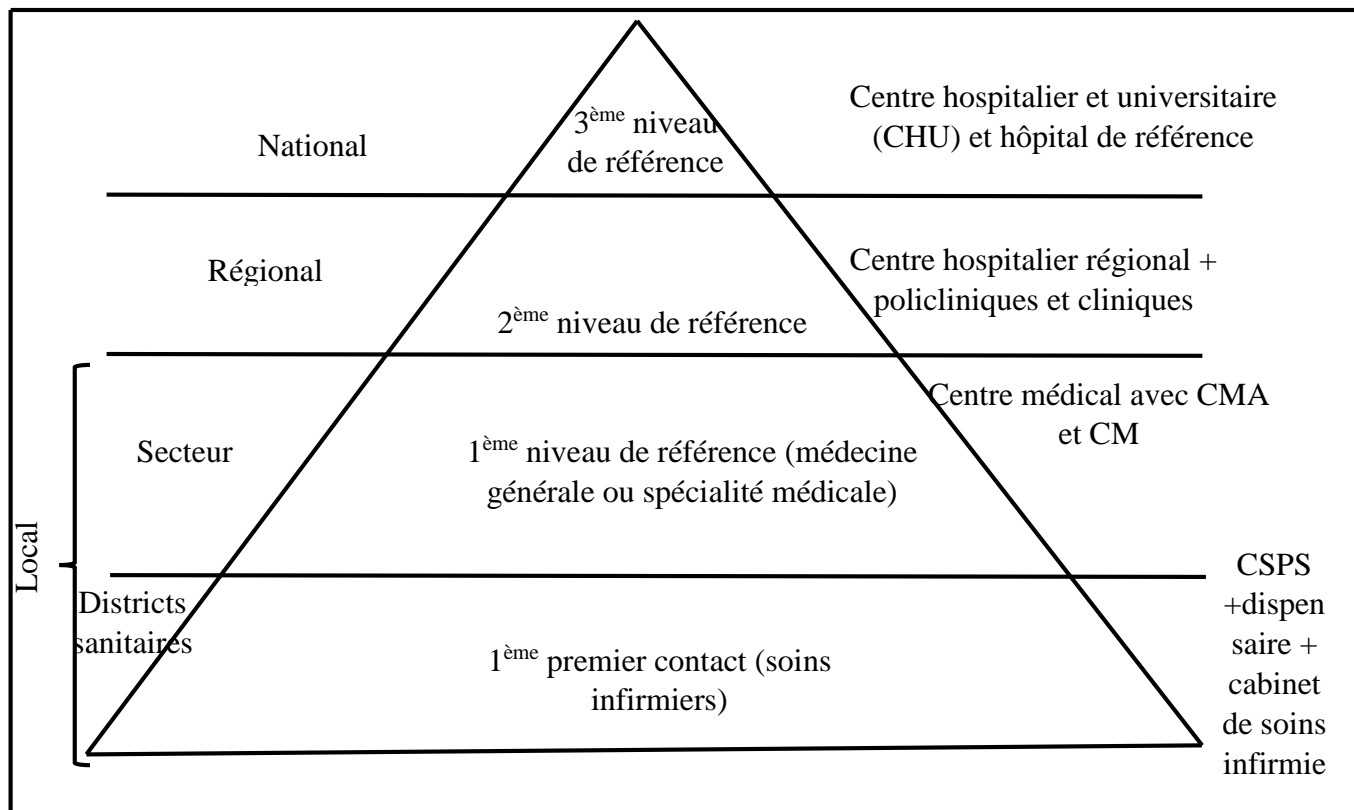 National
3ème niveau
de référence
Centre hospitalier et universitaire
(CHU) et hôpital de référence
Régional
2ème niveau de référence
Centre hospitalier régional +
policliniques et cliniques
Local
Secteur
1ème niveau de référence (médecine
générale ou spécialité médicale)
Centre médical avec CMA
et CM
Districts
sanitaires
1ème premier contact (soins
infirmiers)
CSPS
+dispen
saire +
cabinet
de soins
infirmie